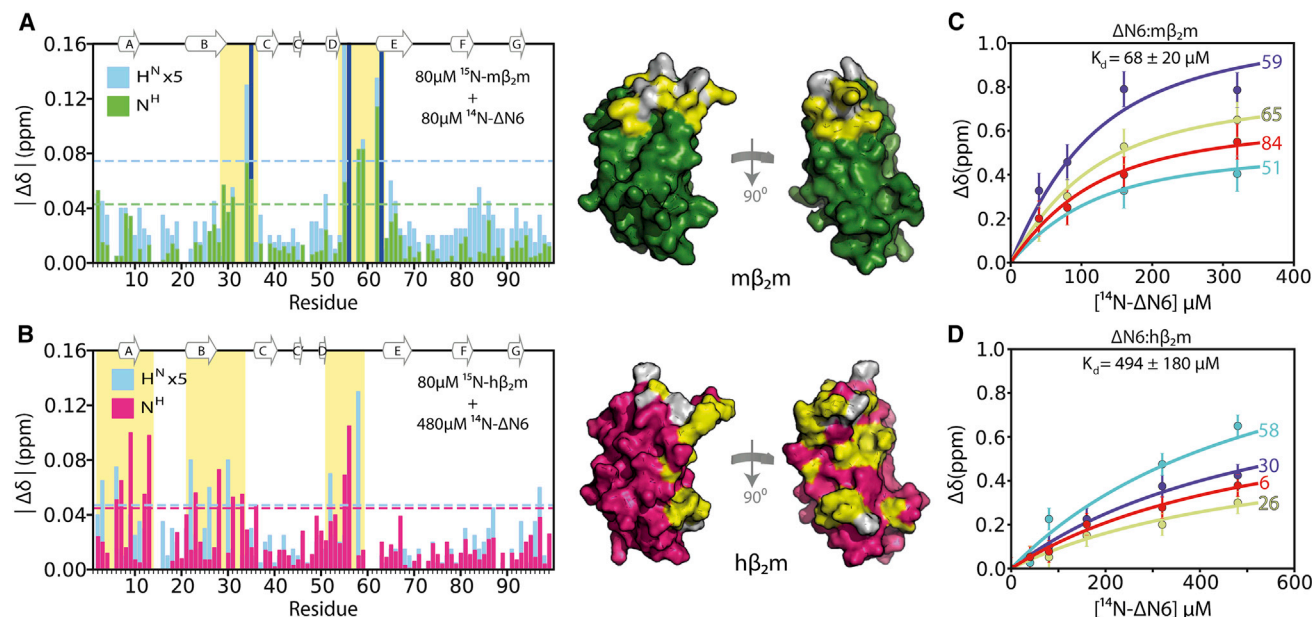 A
A B C C' D E F G
0.16
0.12
0.08
0.04
0.00
| Δδ | (ppm)
Hᴺ x5
Nᴴ
80μM ¹⁵N-mβ₂m
+
80μM ¹⁴N-ΔN6
10 20 30 40 50 60 70 80 90
Residue
90⁰
mβ₂m
B
A B C C' D E F G
0.16
0.12
0.08
0.04
0.00
| Δδ | (ppm)
Hᴺ x5
Nᴴ
80μM ¹⁵N-hβ₂m
+
480μM ¹⁴N-ΔN6
10 20 30 40 50 60 70 80 90
Residue
90⁰
hβ₂m
C
ΔN6:mβ₂m
K_d = 68 ± 20 μM
1.0
0.8
0.6
0.4
0.2
0.0
Δδ(ppm)
59
65
84
51
0 100 200 300 400
[¹⁴N-ΔN6] μM
D
ΔN6:hβ₂m
K_d = 494 ± 180 μM
1.0
0.8
0.6
0.4
0.2
0.0
Δδ(ppm)
58
30
6
26
0 200 400 600
[¹⁴N-ΔN6] μM